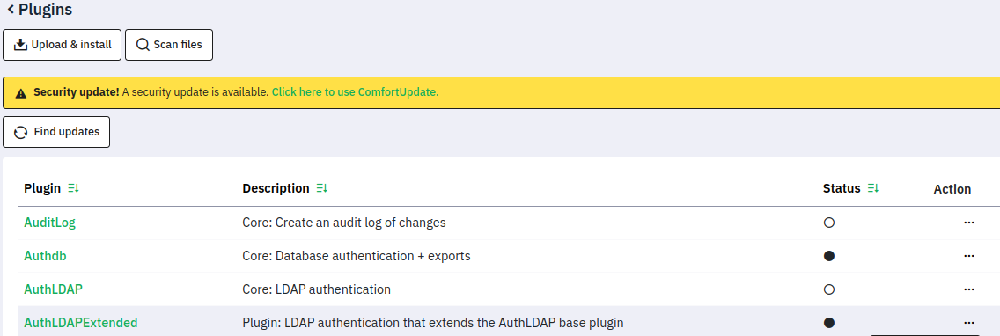 Plugins
Upload & install Scan files
Security update! A security update is available. Click here to use ComfortUpdate.
Find updates
Plugin Description Status Action
AuditLog Core: Create an audit log of changes ...
Authdb Core: Database authentication + exports ...
AuthLDAP Core: LDAP authentication ...
AuthLDAPExtended Plugin: LDAP authentication that extends the AuthLDAP base plugin ...